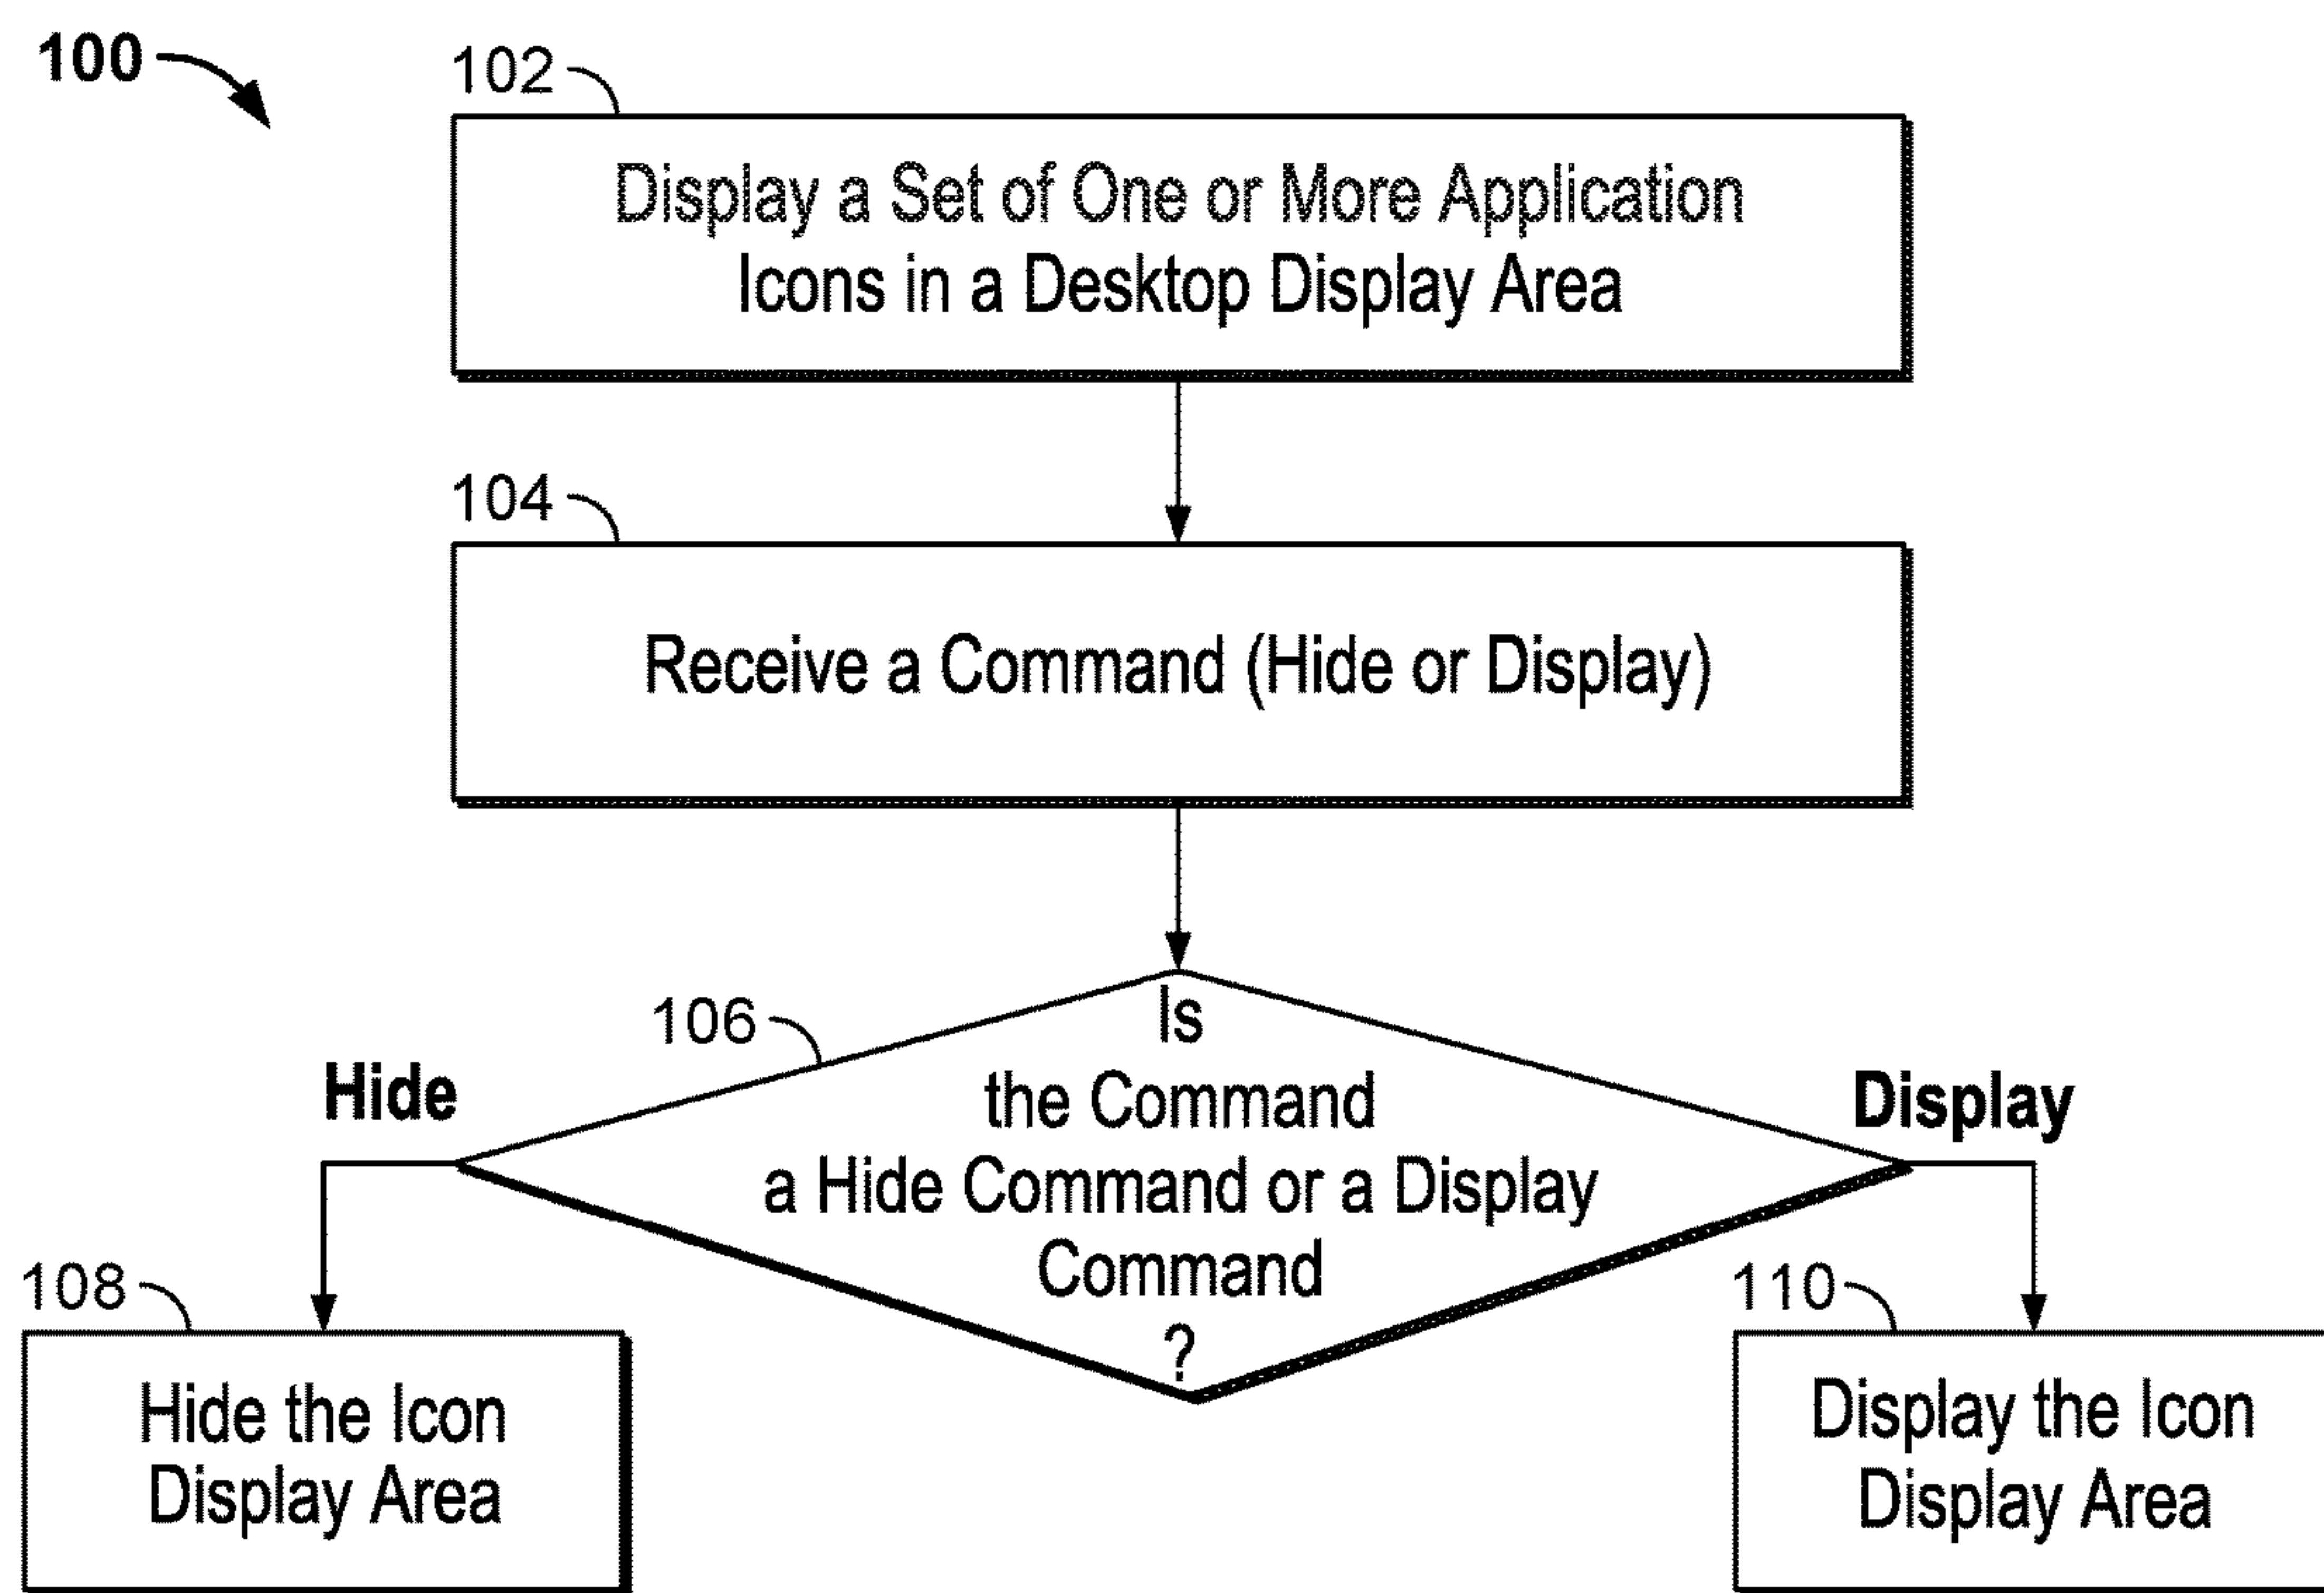 100
102
Display a Set of One or More Application
Icons in a Desktop Display Area
104
Receive a Command (Hide or Display)
106
Is
the Command
a Hide Command or a Display
Command
?
Hide
Display
108
Hide the Icon
Display Area
110
Display the Icon
Display Area